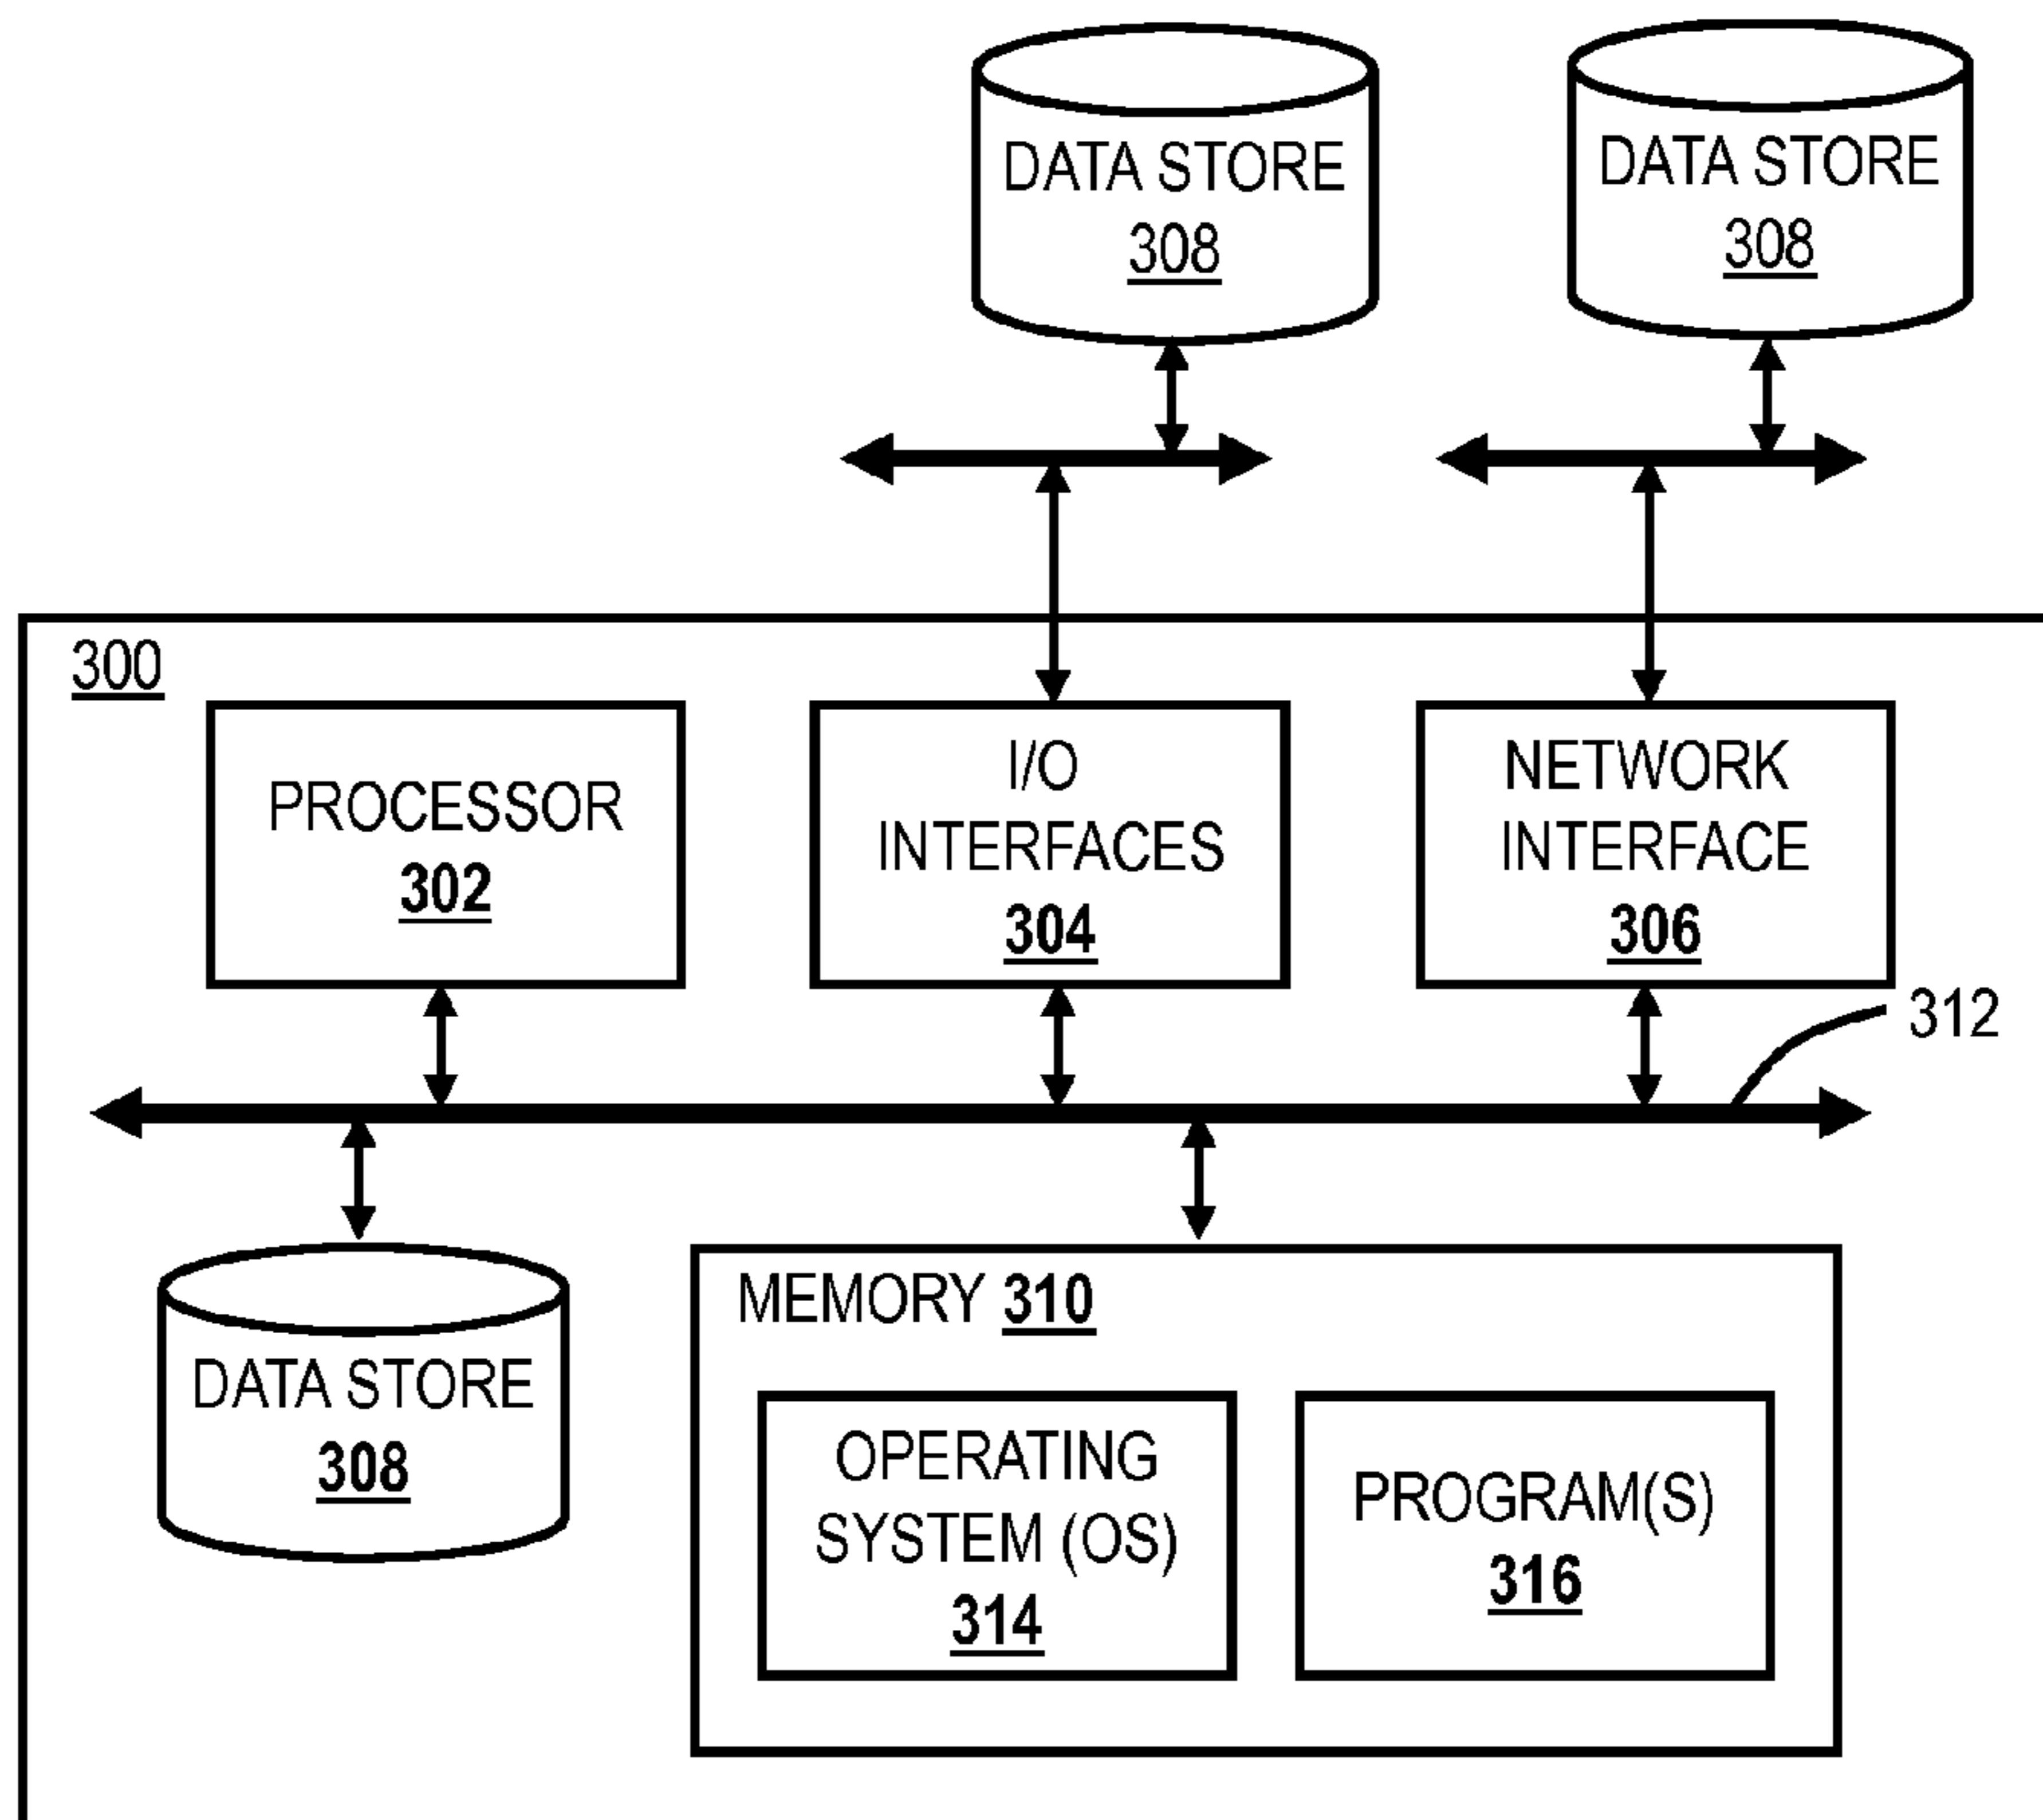 DATA STORE
308
DATA STORE
308
300
PROCESSOR
302
I/O
INTERFACES
304
NETWORK
INTERFACE
306
312
DATA STORE
308
MEMORY 310
OPERATING
SYSTEM (OS)
314
PROGRAM(S)
316